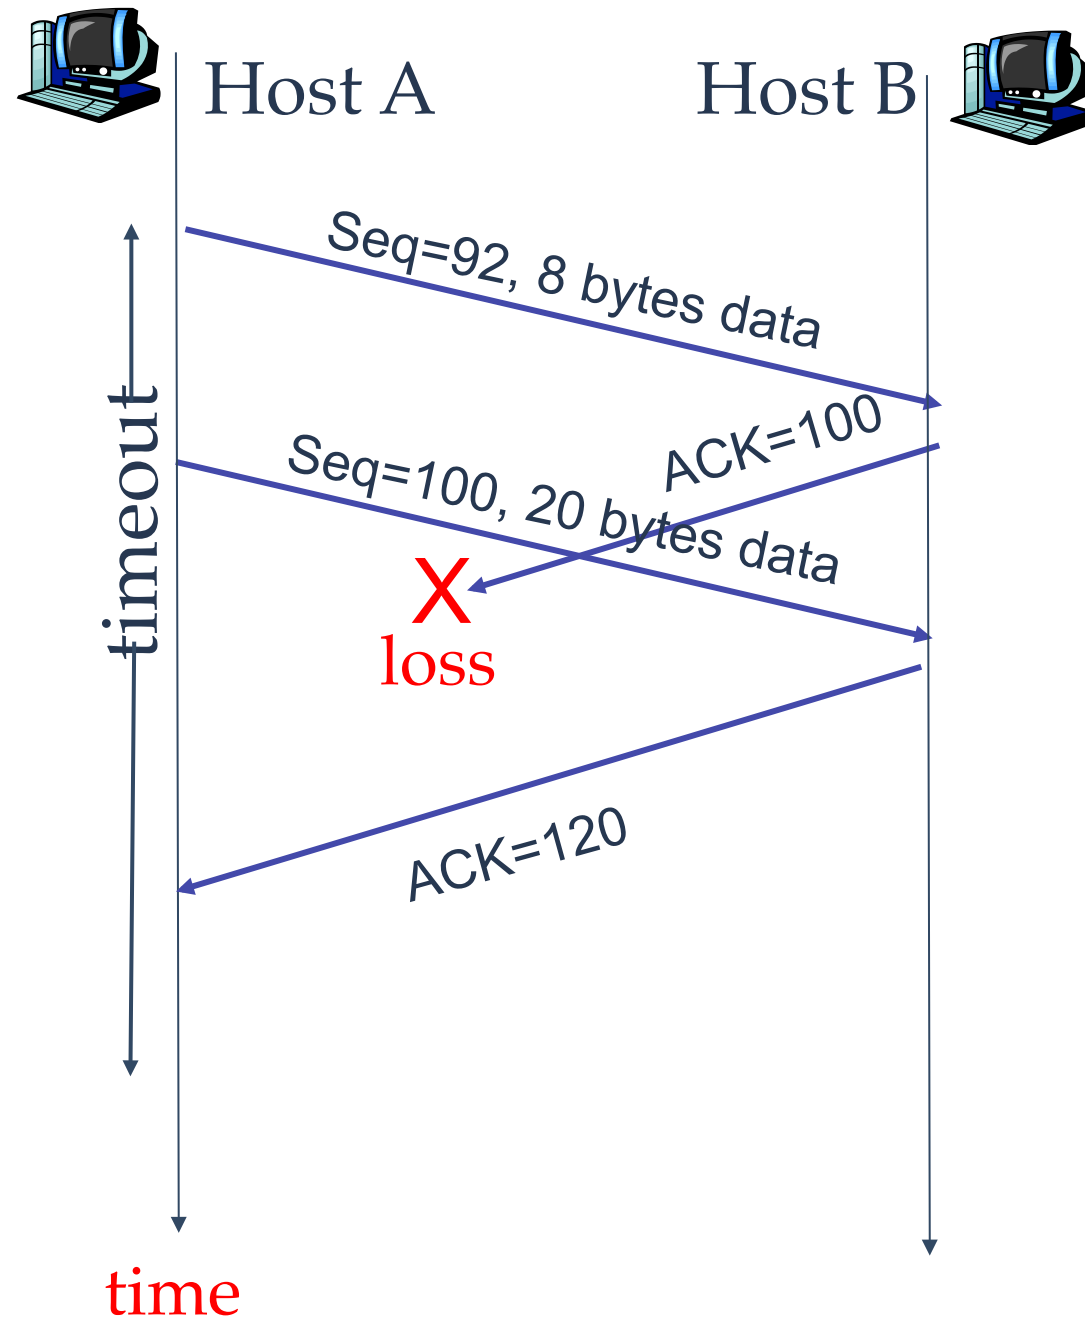 Host A
Host B
Seq=92, 8 bytes data
ACK=100
timeout
Seq=100, 20 bytes data
X
loss
ACK=120
time